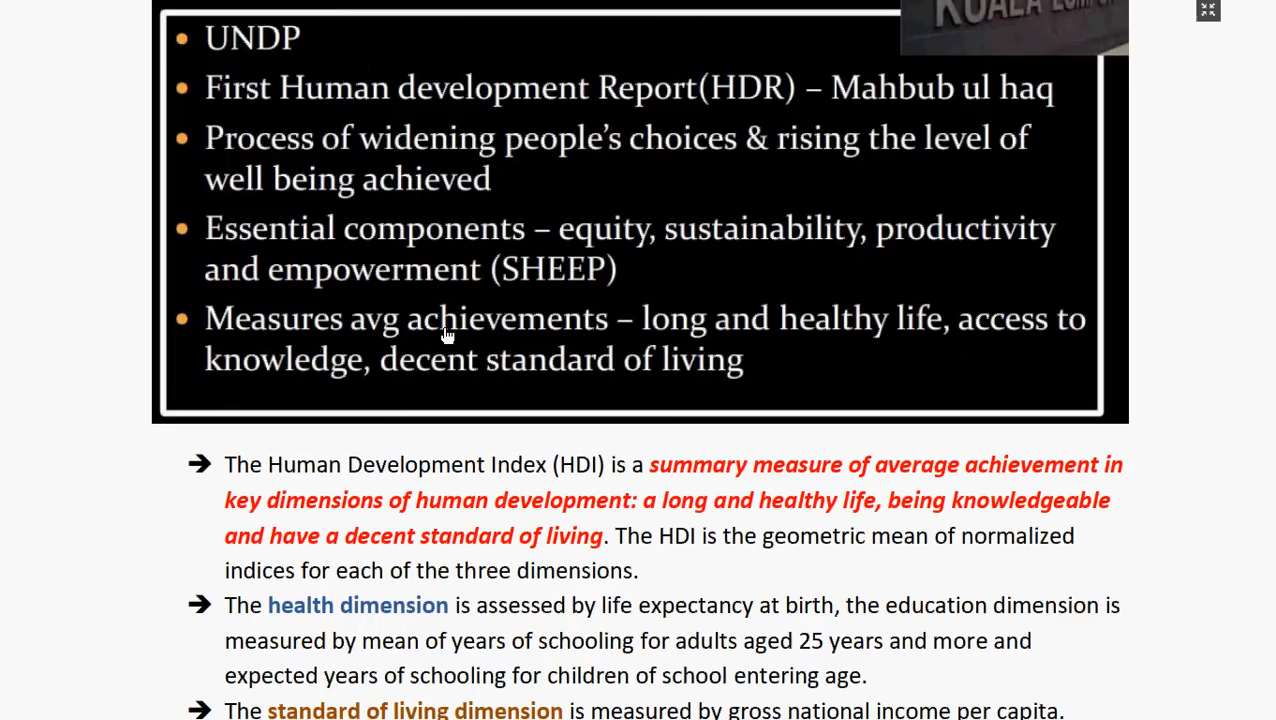 KUALA LUMPUR
• UNDP
• First Human development Report(HDR) – Mahbub ul haq
• Process of widening people's choices & rising the level of
well being achieved
• Essential components – equity, sustainability, productivity
and empowerment (SHEEP)
• Measures avg achievements – long and healthy life, access to
knowledge, decent standard of living
➔ The Human Development Index (HDI) is a summary measure of average achievement in
key dimensions of human development: a long and healthy life, being knowledgeable
and have a decent standard of living. The HDI is the geometric mean of normalized
indices for each of the three dimensions.
➔ The health dimension is assessed by life expectancy at birth, the education dimension is
measured by mean of years of schooling for adults aged 25 years and more and
expected years of schooling for children of school entering age.
➔ The standard of living dimension is measured by gross national income per capita.